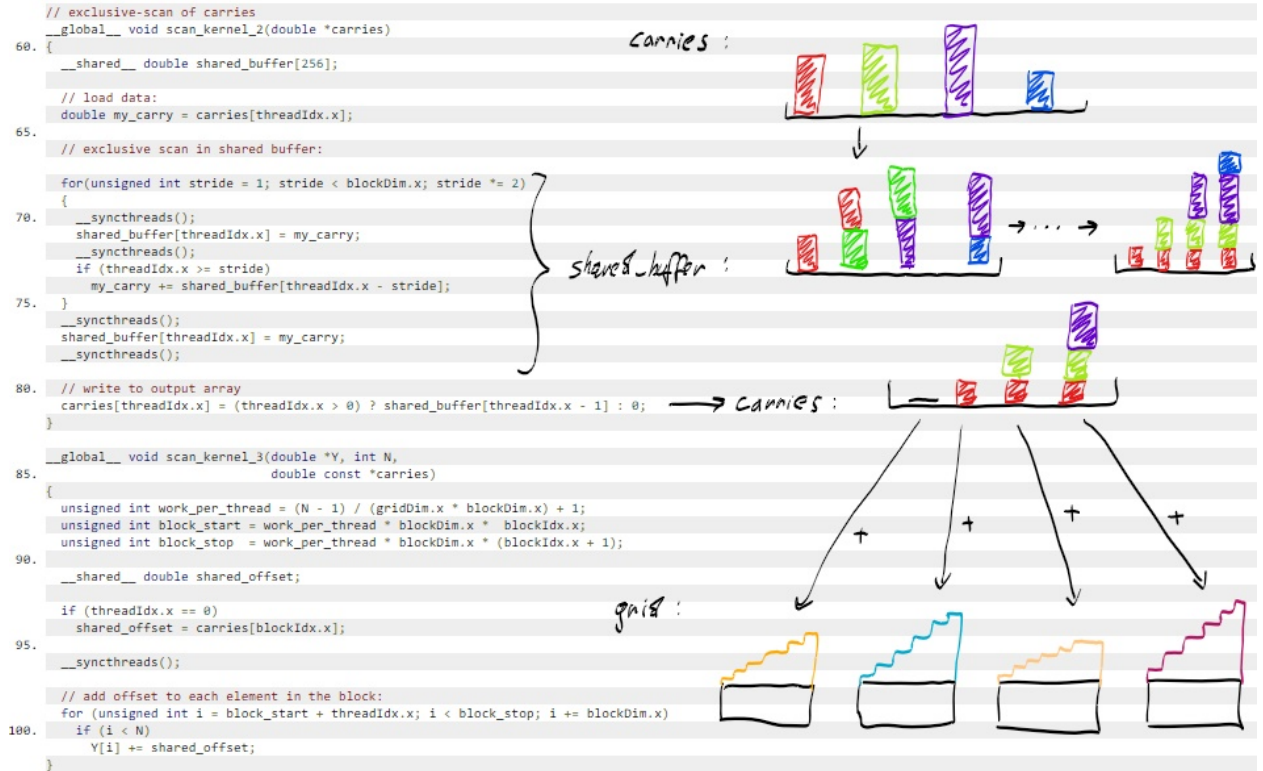 // exclusive-scan of carries
__global__ void scan_kernel_2(double *carries)
60. {
__shared__ double shared_buffer[256];
// load data:
double my_carry = carries[threadIdx.x];
65.
// exclusive scan in shared buffer:
for(unsigned int stride = 1; stride < blockDim.x; stride *= 2)
{
70. __syncthreads();
shared_buffer[threadIdx.x] = my_carry;
__syncthreads();
if (threadIdx.x >= stride)
my_carry += shared_buffer[threadIdx.x - stride];
75. }
__syncthreads();
shared_buffer[threadIdx.x] = my_carry;
__syncthreads();
80. // write to output array
carries[threadIdx.x] = (threadIdx.x > 0) ? shared_buffer[threadIdx.x - 1] : 0;
}
__global__ void scan_kernel_3(double *Y, int N,
85. double const *carries)
{
unsigned int work_per_thread = (N - 1) / (gridDim.x * blockDim.x) + 1;
unsigned int block_start = work_per_thread * blockDim.x * blockIdx.x;
unsigned int block_stop = work_per_thread * blockDim.x * (blockIdx.x + 1);
90.
__shared__ double shared_offset;
if (threadIdx.x == 0)
shared_offset = carries[blockIdx.x];
95.
__syncthreads();
// add offset to each element in the block:
for (unsigned int i = block_start + threadIdx.x; i < block_stop; i += blockDim.x)
100. if (i < N)
Y[i] += shared_offset;
}
carries :
shared_buffer :
...
carries :
+ + + +
grid :